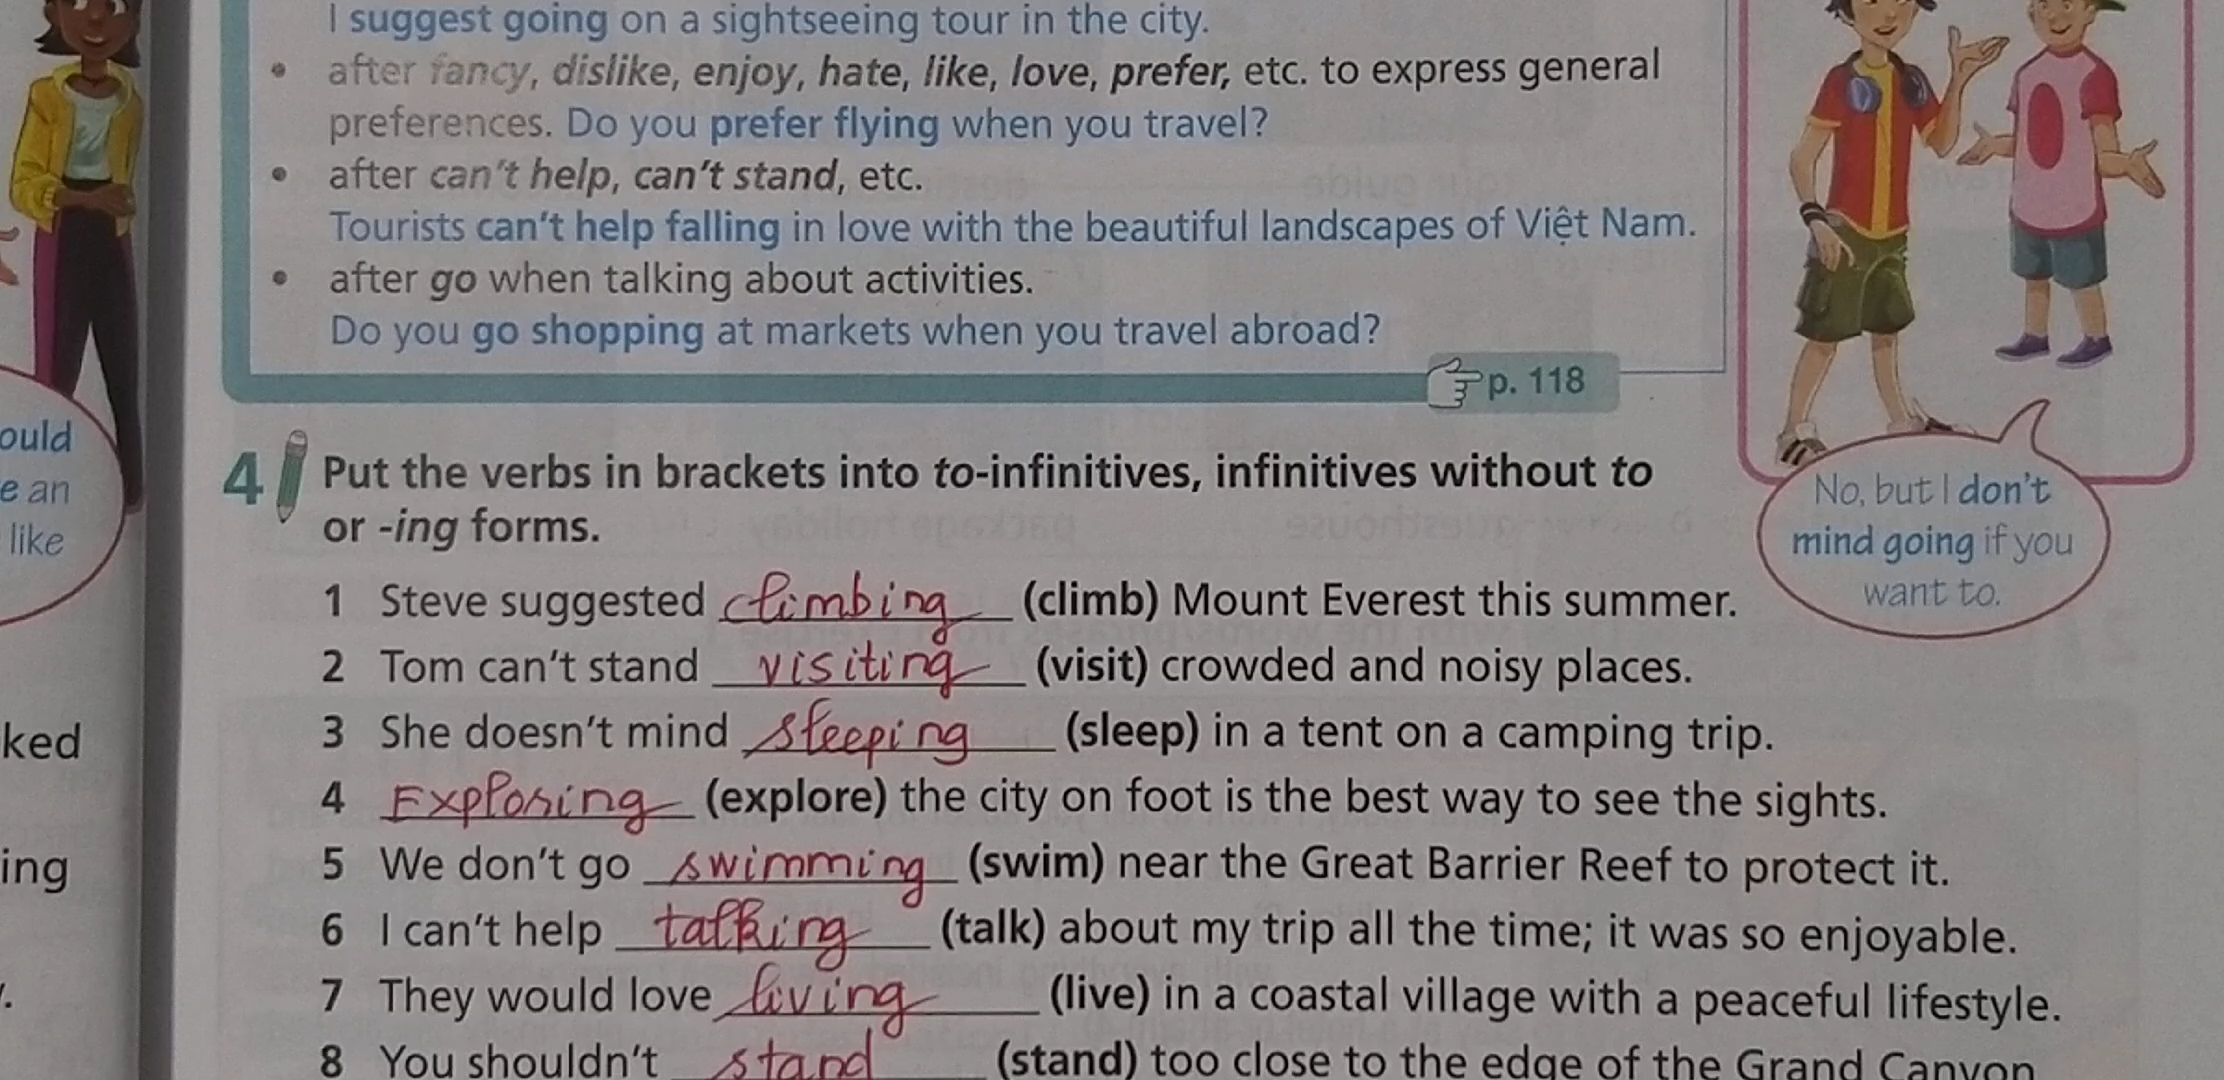 I suggest going on a sightseeing tour in the city.
• after fancy, dislike, enjoy, hate, like, love, prefer, etc. to express general
preferences. Do you prefer flying when you travel?
• after can't help, can't stand, etc.
Tourists can't help falling in love with the beautiful landscapes of Việt Nam.
• after go when talking about activities.
Do you go shopping at markets when you travel abroad?
p. 118
ould
e an
like
ked
ing
4 Put the verbs in brackets into to-infinitives, infinitives without to
or -ing forms.
1 Steve suggested climbing (climb) Mount Everest this summer.
2 Tom can't stand visiting (visit) crowded and noisy places.
3 She doesn't mind sleeping (sleep) in a tent on a camping trip.
4 Exploring (explore) the city on foot is the best way to see the sights.
5 We don't go swimming (swim) near the Great Barrier Reef to protect it.
6 I can't help talking (talk) about my trip all the time; it was so enjoyable.
7 They would love living (live) in a coastal village with a peaceful lifestyle.
8 You shouldn't stand (stand) too close to the edge of the Grand Canyon
No, but I don't
mind going if you
want to.